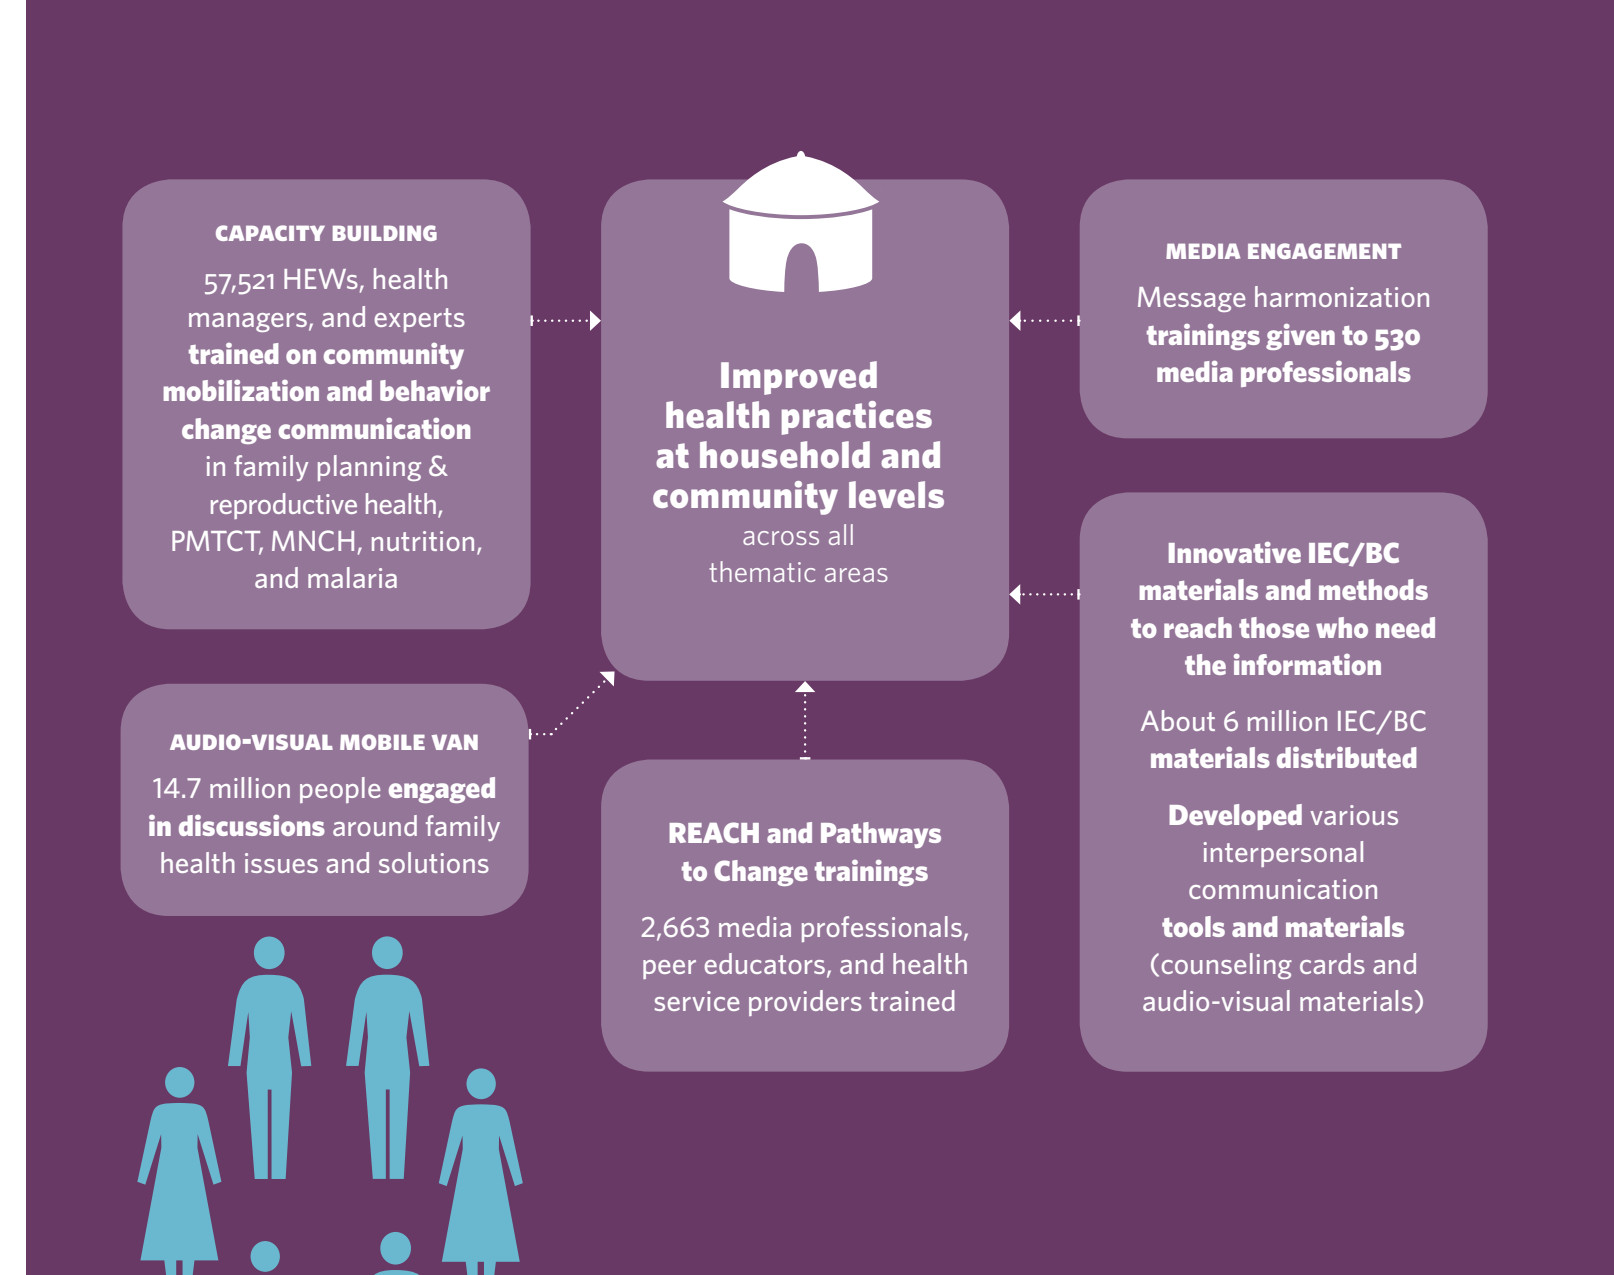 CAPACITY BUILDING
57,521 HEWs, health
managers, and experts
trained on community
mobilization and behavior
change communication
in family planning &
reproductive health,
PMTCT, MNCH, nutrition,
and malaria
AUDIO-VISUAL MOBILE VAN
14.7 million people engaged
in discussions around family
health issues and solutions
Improved
health practices
at household and
community levels
across all
thematic areas
REACH and Pathways
to Change trainings
2,663 media professionals,
peer educators, and health
service providers trained
MEDIA ENGAGEMENT
Message harmonization
trainings given to 530
media professionals
Innovative IEC/BC
materials and methods
to reach those who need
the information
About 6 million IEC/BC
materials distributed
Developed various
interpersonal
communication
tools and materials
(counseling cards and
audio-visual materials)